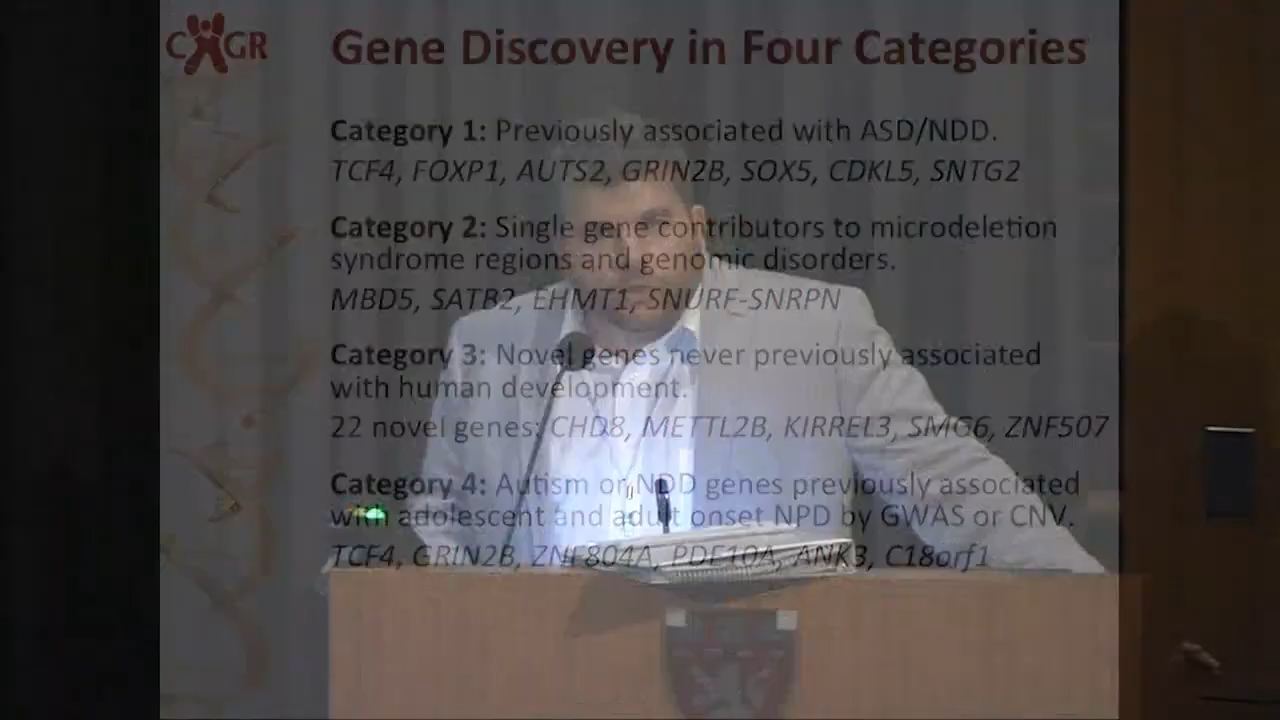 CHGR
Gene Discovery in Four Categories
Category 1: Previously associated with ASD/NDD.
TCF4, FOXP1, AUTS2, GRIN2B, SOX5, CDKL5, SNTG2
Category 2: Single gene contributors to microdeletion
syndrome regions and genomic disorders.
MBD5, SATB2, EHMT1, SNURF-SNRPN
Category 3: Novel genes never previously associated
with human development.
22 novel genes: CHD8, METTL2B, KIRREL3, SMG6, ZNF507
Category 4: Autism or NDD genes previously associated
with adolescent and adult onset NPD by GWAS or CNV.
TCF4, GRIN2B, ZNF804A, PDE10A, ANK3, C18orf1